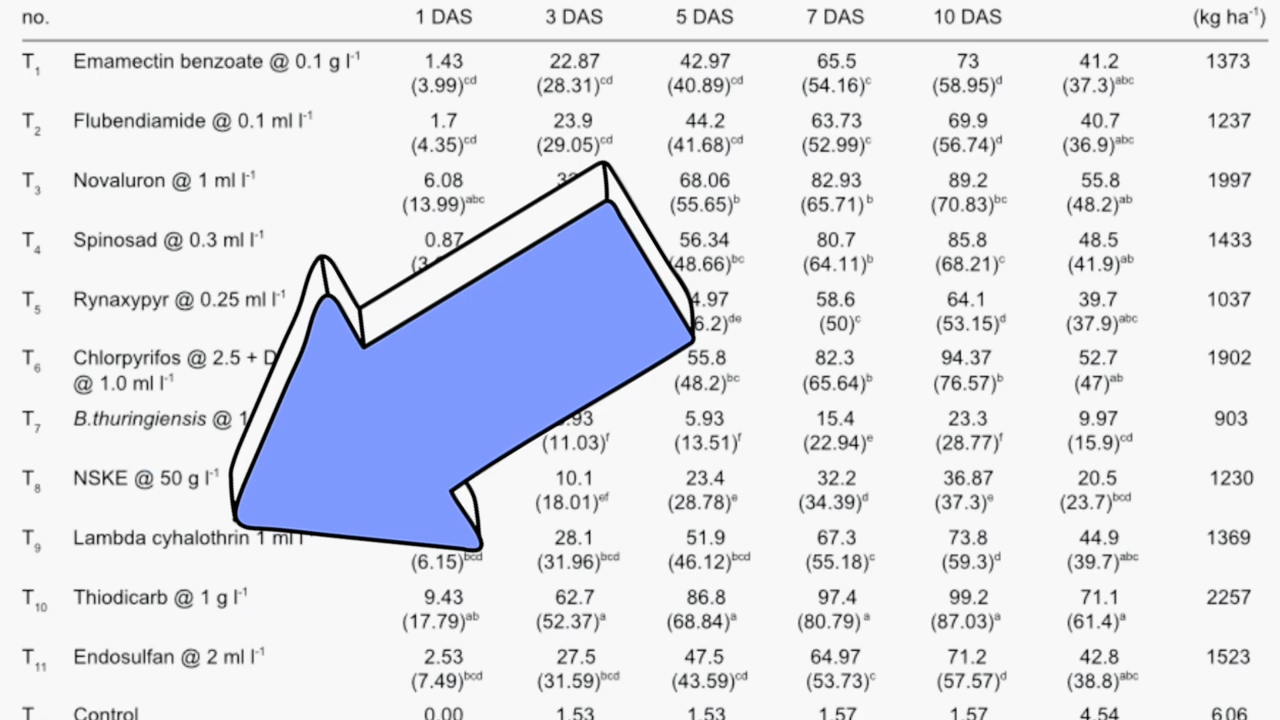 no. 1 DAS 3 DAS 5 DAS 7 DAS 10 DAS (kg ha⁻¹)
T₁ Emamectin benzoate @ 0.1 g l⁻¹ 1.43 22.87 42.97 65.5 73 41.2 1373
(3.99)ᶜᵈ (28.31)ᶜᵈ (40.89)ᶜᵈ (54.16)ᶜ (58.95)ᵈ (37.3)ᵃᵇᶜ
T₂ Flubendiamide @ 0.1 ml l⁻¹ 1.7 23.9 44.2 63.73 69.9 40.7 1237
(4.35)ᶜᵈ (29.05)ᶜᵈ (41.68)ᶜᵈ (52.99)ᶜ (56.74)ᵈ (36.9)ᵃᵇᶜ
T₃ Novaluron @ 1 ml l⁻¹ 6.08 68.06 82.93 89.2 55.8 1997
(13.99)ᵃᵇᶜ (55.65)ᵇ (65.71)ᵇ (70.83)ᵇᶜ (48.2)ᵃᵇ
T₄ Spinosad @ 0.3 ml l⁻¹ 0.87 56.34 80.7 85.8 48.5 1433
(48.66)ᵇᶜ (64.11)ᵇ (68.21)ᶜ (41.9)ᵃᵇ
T₅ Rynaxypyr @ 0.25 ml l⁻¹ 58.6 64.1 39.7 1037
(50)ᶜ (53.15)ᵈ (37.9)ᵃᵇᶜ
T₆ Chlorpyrifos @ 2.5 + D 55.8 82.3 94.37 52.7 1902
@ 1.0 ml l⁻¹ (48.2)ᵇᶜ (65.64)ᵇ (76.57)ᵇ (47)ᵃᵇ
T₇ B.thuringiensis @ 5.93 15.4 23.3 9.97 903
(11.03)ᶠ (13.51)ᶠ (22.94)ᵉ (28.77)ᶠ (15.9)ᶜᵈ
T₈ NSKE @ 50 g l⁻¹ 10.1 23.4 32.2 36.87 20.5 1230
(18.01)ᵉᶠ (28.78)ᵉ (34.39)ᵈ (37.3)ᵉ (23.7)ᵇᶜᵈ
T₉ Lambda cyhalothrin 1 ml l⁻¹ 28.1 51.9 67.3 73.8 44.9 1369
(6.15)ᵇᶜᵈ (31.96)ᵇᶜᵈ (46.12)ᵇᶜᵈ (55.18)ᶜ (59.3)ᵈ (39.7)ᵃᵇᶜ
T₁₀ Thiodicarb @ 1 g l⁻¹ 9.43 62.7 86.8 97.4 99.2 71.1 2257
(17.79)ᵃᵇ (52.37)ᵃ (68.84)ᵃ (80.79)ᵃ (87.03)ᵃ (61.4)ᵃ
T₁₁ Endosulfan @ 2 ml l⁻¹ 2.53 27.5 47.5 64.97 71.2 42.8 1523
(7.49)ᵇᶜᵈ (31.59)ᵇᶜᵈ (43.59)ᶜᵈ (53.73)ᶜ (57.57)ᵈ (38.8)ᵃᵇᶜ
T Control 0.00 1.53 1.53 1.57 1.57 4.54 606